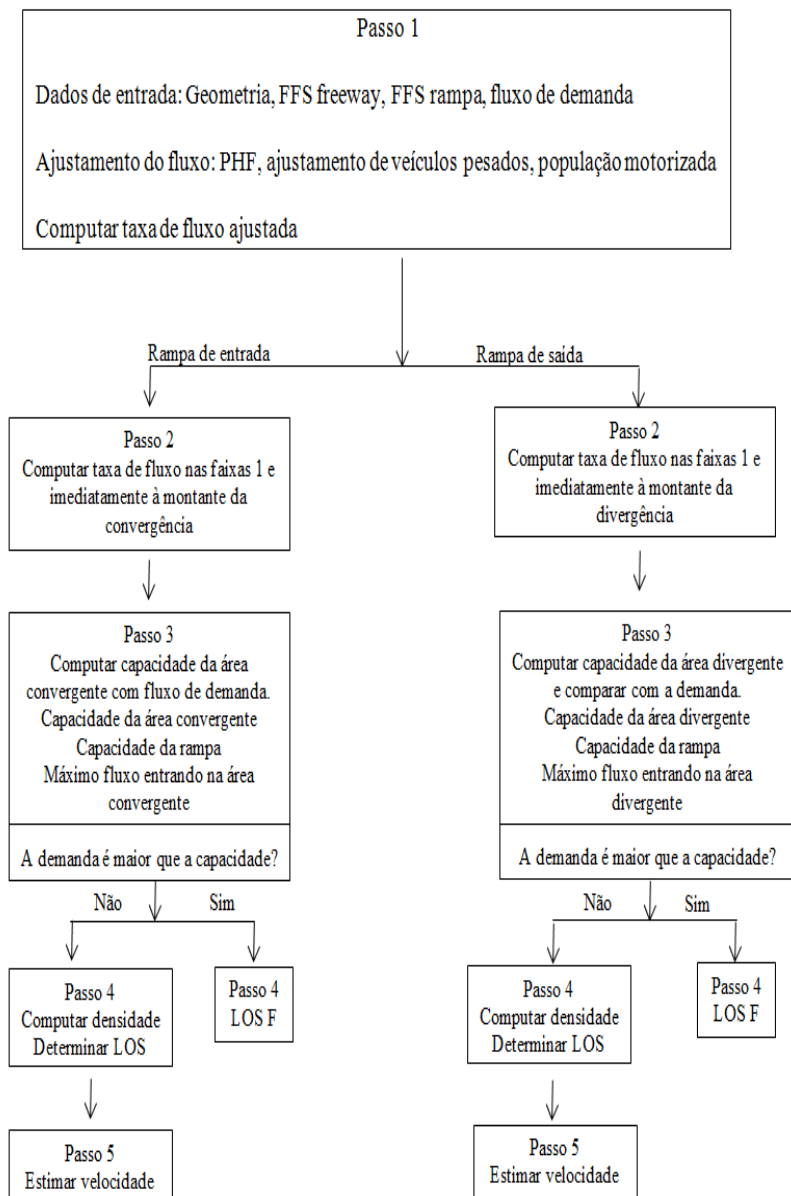 Passo 1
Dados de entrada: Geometria, FFS freeway, FFS rampa, fluxo de demanda
Ajustamento do fluxo: PHF, ajustamento de veículos pesados, população motorizada
Computar taxa de fluxo ajustada
Rampa de entrada
Rampa de saída
Passo 2
Computar taxa de fluxo nas faixas 1 e
imediatamente à montante da
convergência
Passo 2
Computar taxa de fluxo nas faixas 1 e
imediatamente à montante da
divergência
Passo 3
Computar capacidade da área
convergente com fluxo de demanda.
Capacidade da área convergente
Capacidade da rampa
Máximo fluxo entrando na área
convergente
A demanda é maior que a capacidade?
Passo 3
Computar capacidade da área divergente
e comparar com a demanda.
Capacidade da área divergente
Capacidade da rampa
Máximo fluxo entrando na área
divergente
A demanda é maior que a capacidade?
Não
Sim
Não
Sim
Passo 4
Computar densidade
Determinar LOS
Passo 4
LOS F
Passo 4
Computar densidade
Determinar LOS
Passo 4
LOS F
Passo 5
Estimar velocidade
Passo 5
Estimar velocidade